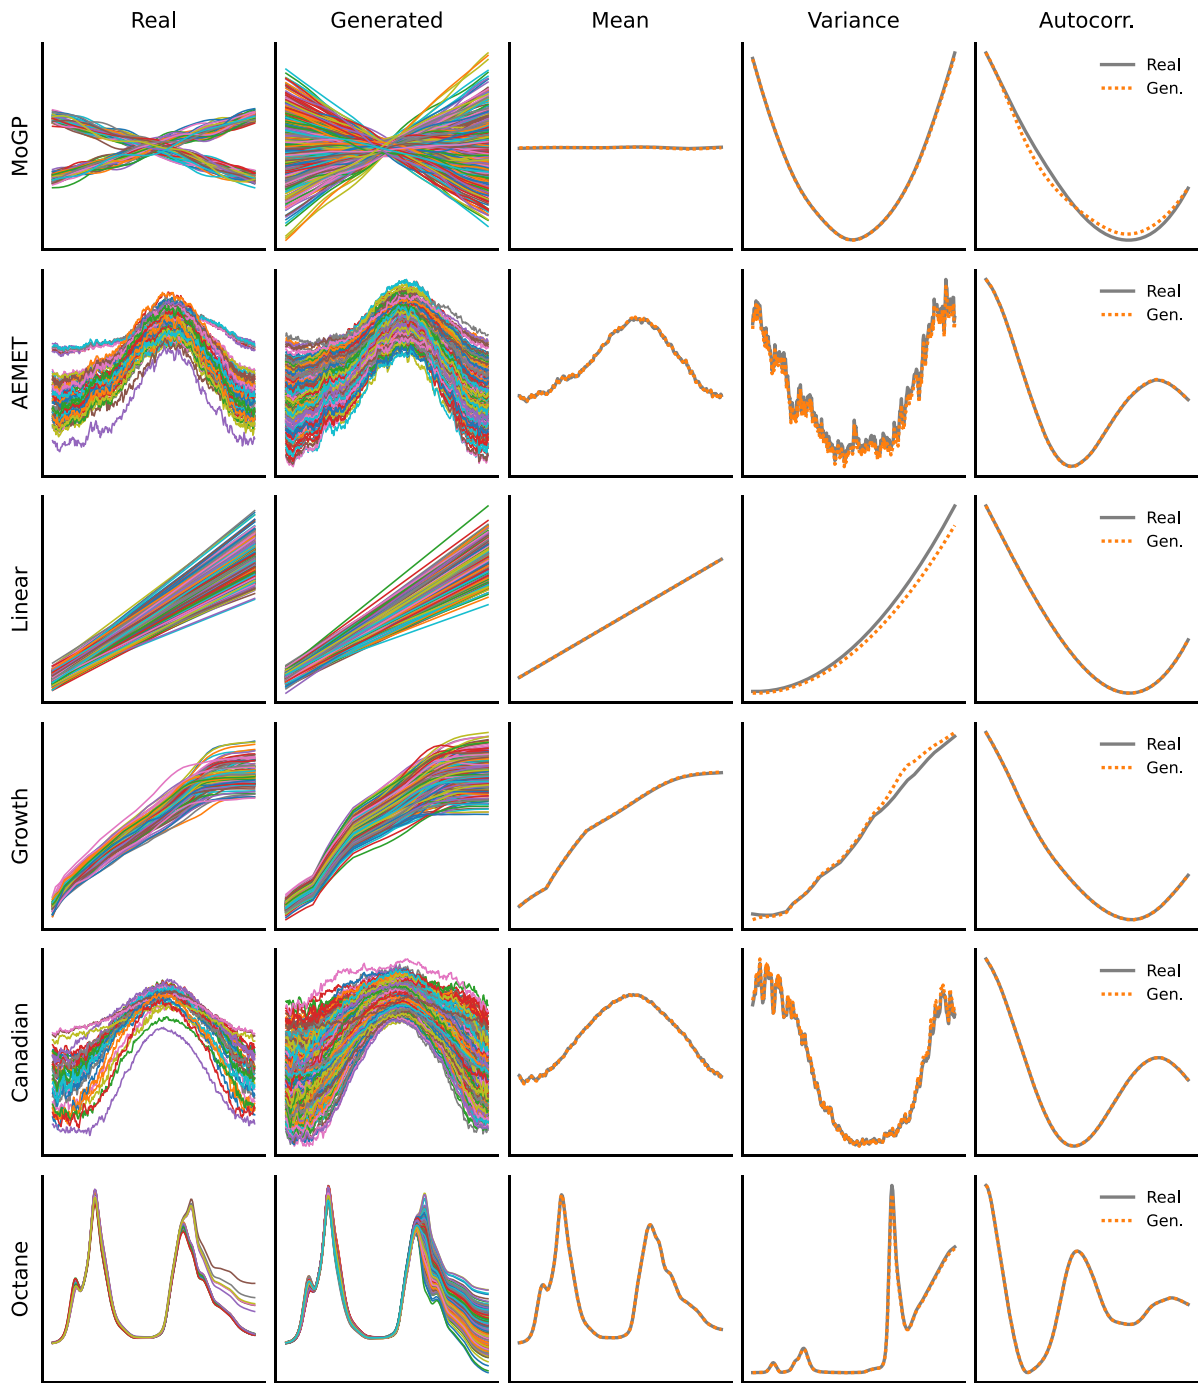 Real Generated Mean Variance Autocorr.
MoGP
Real
Gen.
AEMET
Real
Gen.
Linear
Real
Gen.
Growth
Real
Gen.
Canadian
Real
Gen.
Octane
Real
Gen.